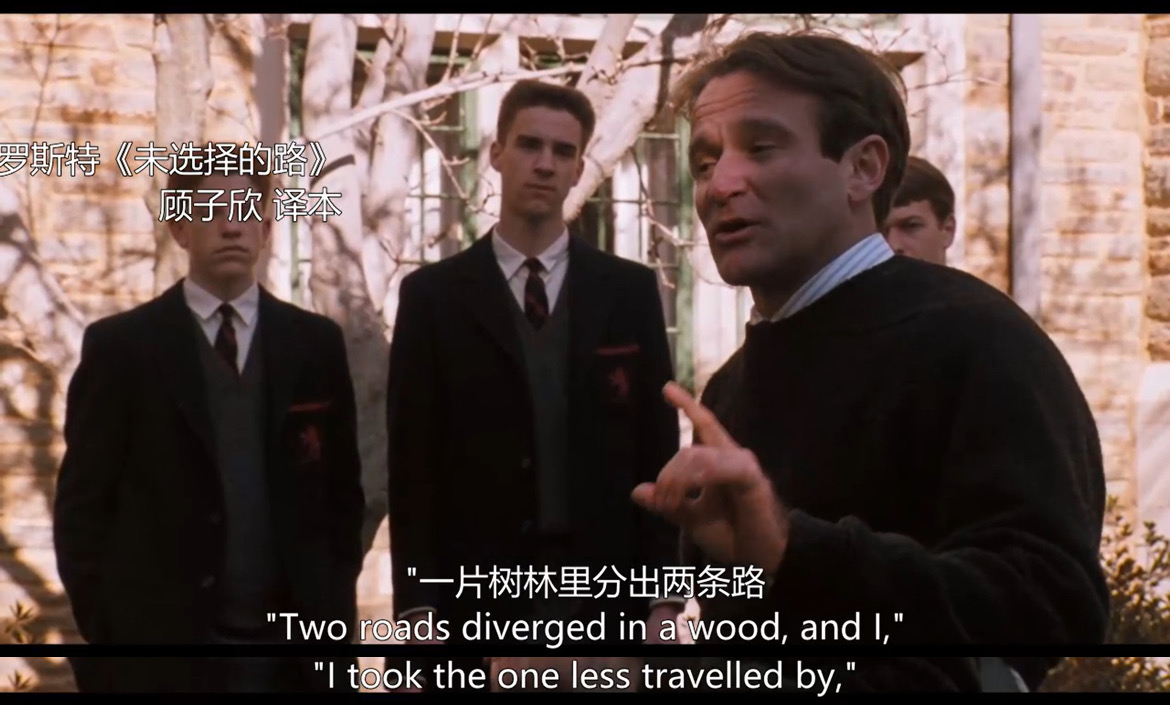 罗斯特《未选择的路》
顾子欣 译本
"一片树林里分出两条路
"Two roads diverged in a wood, and I,"
"I took the one less travelled by,"